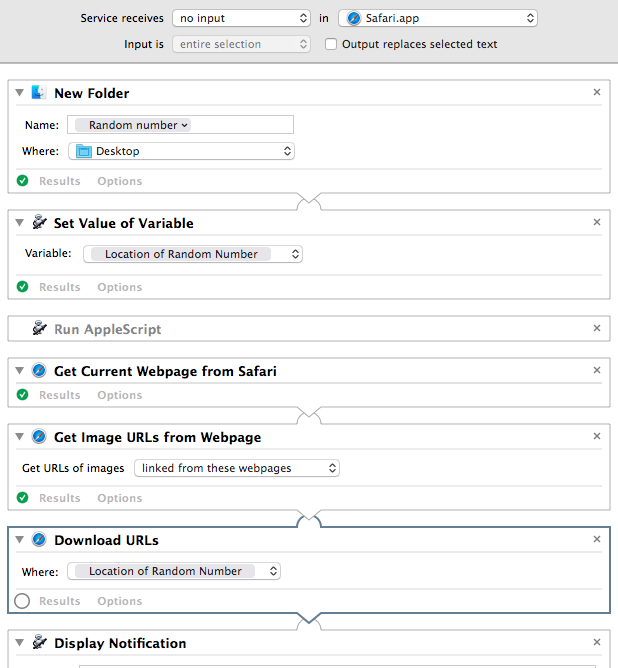 Service receives no input in Safari.app
Input is entire selection Output replaces selected text
New Folder
Name: Random number
Where: Desktop
Results Options
Set Value of Variable
Variable: Location of Random Number
Results Options
Run AppleScript
Get Current Webpage from Safari
Results Options
Get Image URLs from Webpage
Get URLs of images linked from these webpages
Results Options
Download URLs
Where: Location of Random Number
Results Options
Display Notification